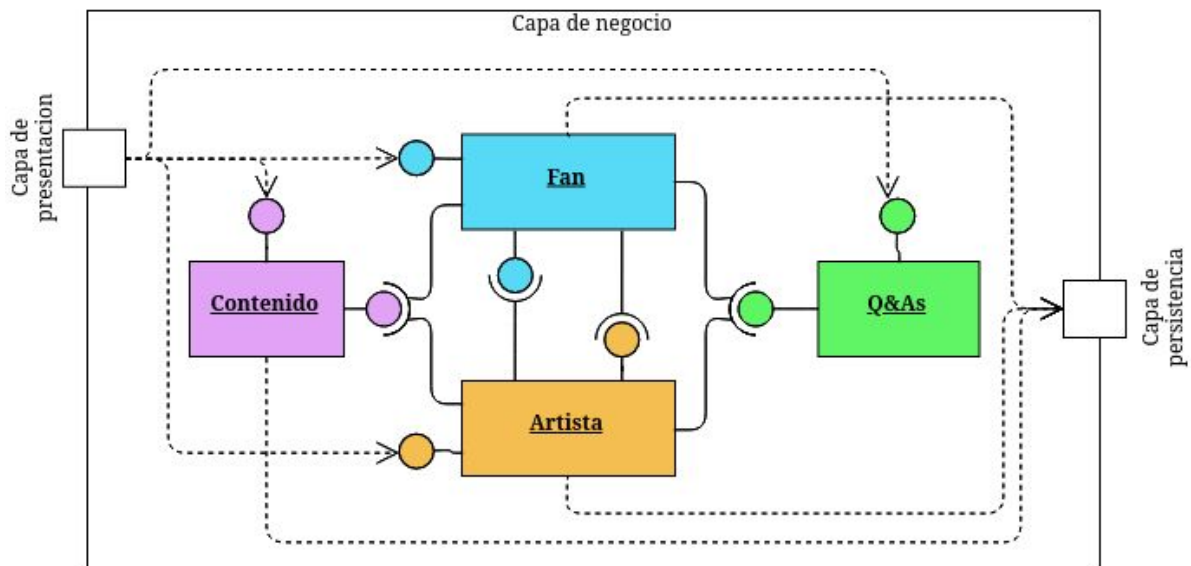 Capa de negocio
Capa de
presentacion
Fan
Contenido
Q&As
Artista
Capa de
persistencia